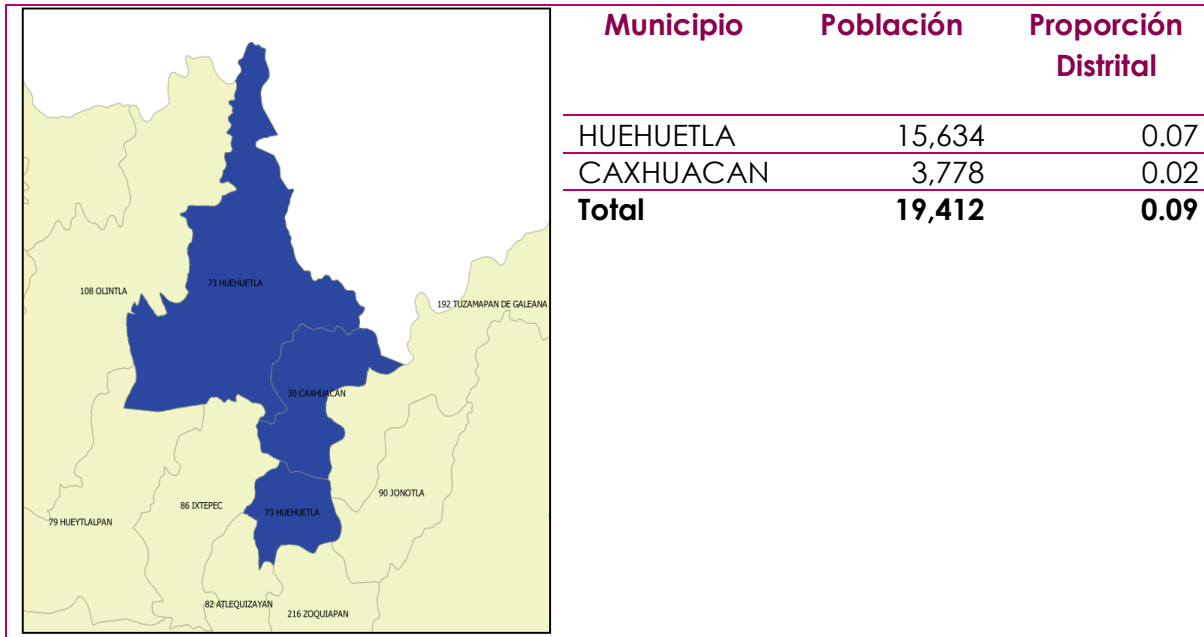 Municipio Población Proporción
Distrital
HUEHUETLA 15,634 0.07
CAXHUACAN 3,778 0.02
Total 19,412 0.09
73 HUEHUETLA
108 OLINTLA
192 TUZAMAPAN DE GALEANA
30 CAXHUACAN
90 JONOTLA
86 IXTEPEC
73 HUEHUETLA
79 HUEYTLALPAN
82 ATLEQUIZAYAN
216 ZOQUIAPAN